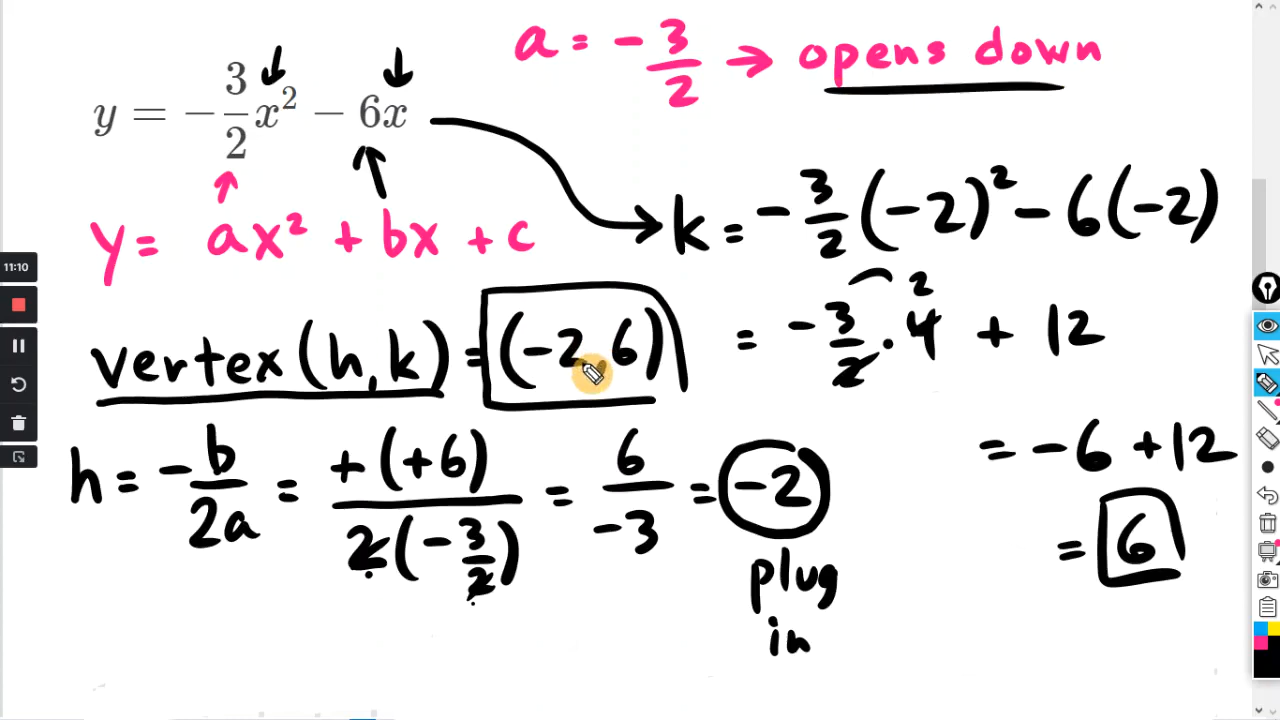 a = -3/2 → opens down
y = -3/2 x² - 6x
y = ax² + bx + c
k = -3/2 (-2)² - 6(-2)
= -3/2 · 4 2 + 12
= -6 + 12
= 6
vertex (h, k) = (-2, 6)
h = -b/2a = +(+6)/2(-3/2) = 6/-3 = -2
plug
in
11:10